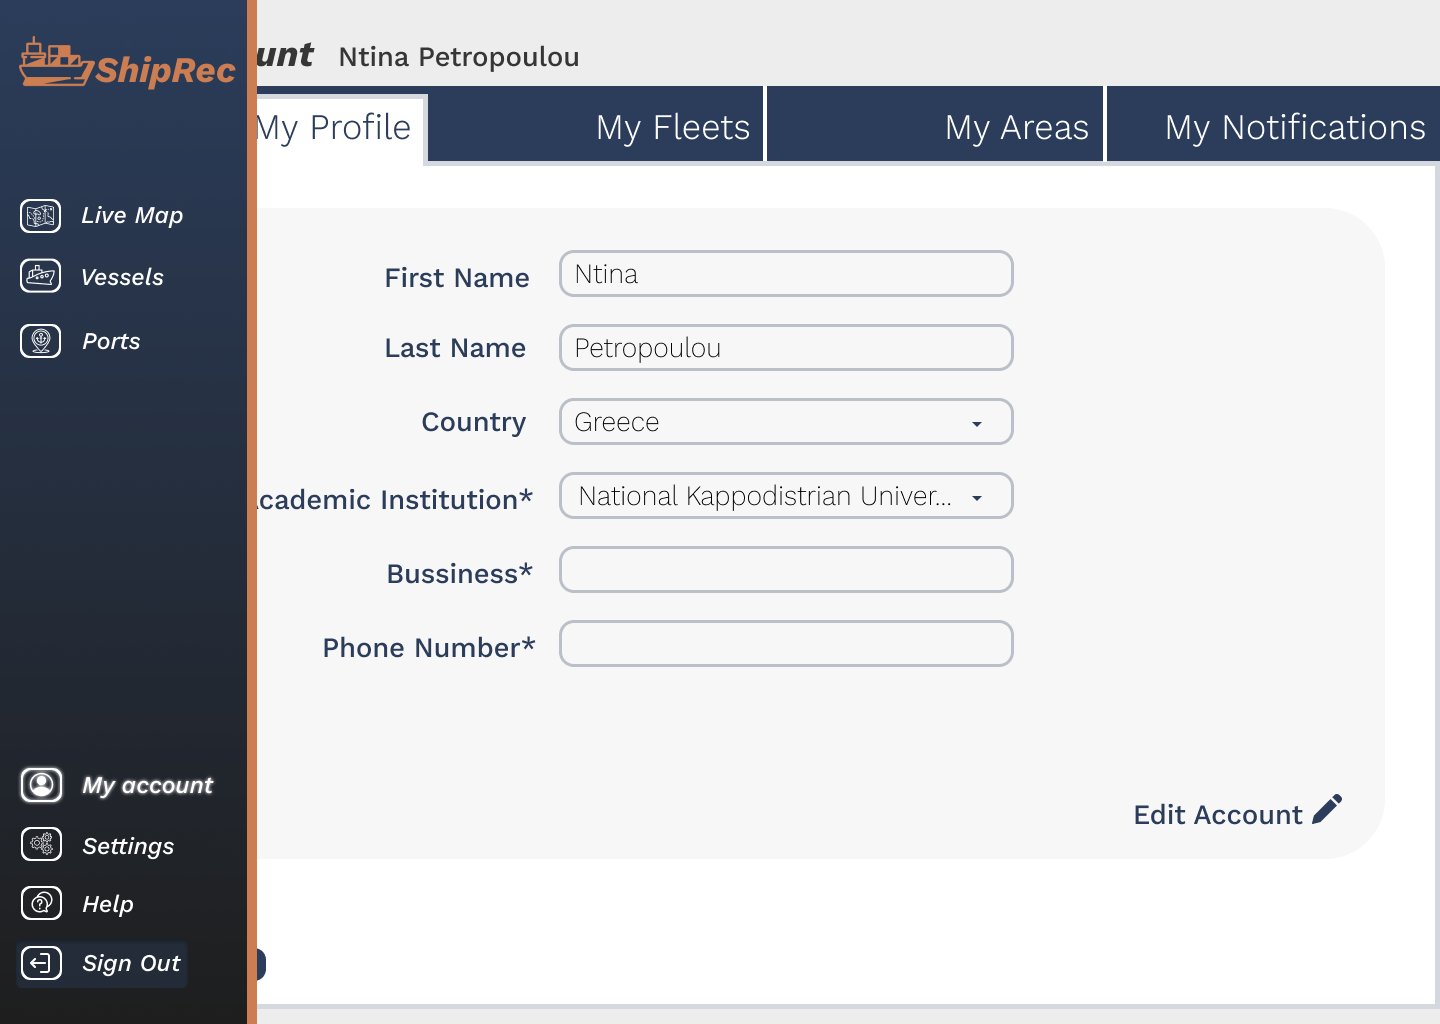 ShipRec
Live Map
Vessels
Ports
My account
Settings
Help
Sign Out
unt Ntina Petropoulou
My Profile
My Fleets
My Areas
My Notifications
First Name Ntina
Last Name Petropoulou
Country Greece
cademic Institution* National Kappodistrian Univer...
Bussiness*
Phone Number*
Edit Account